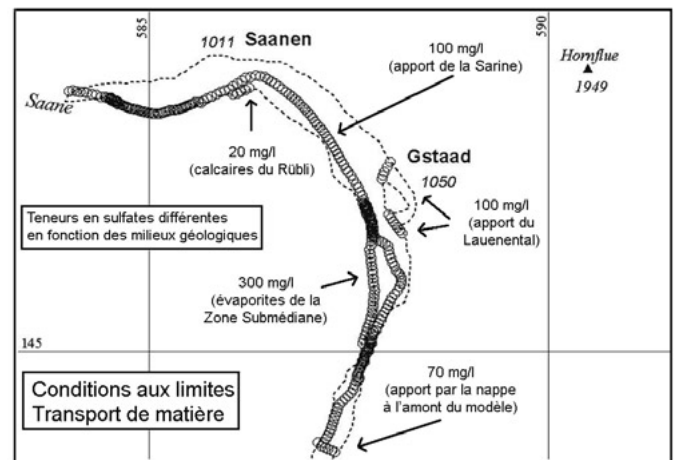 585
590
1011 Saanen
Hornflue
1949
100 mg/l
(apport de la Sarine)
Saane
20 mg/l
(calcaires du Rübli)
Gstaad
1050
100 mg/l
(apport du
Lauenental)
Teneurs en sulfates différentes
en fonction des milieux géologiques
300 mg/l
(évaporites de la
Zone Submédiane)
145
70 mg/l
(apport par la nappe
à l'amont du modèle)
Conditions aux limites
Transport de matière